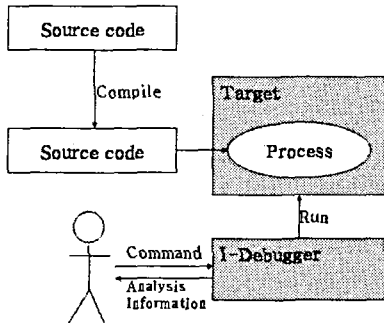 Source code
Compile
Target
Source code
Process
Run
Command
I-Debugger
Analysis
Information